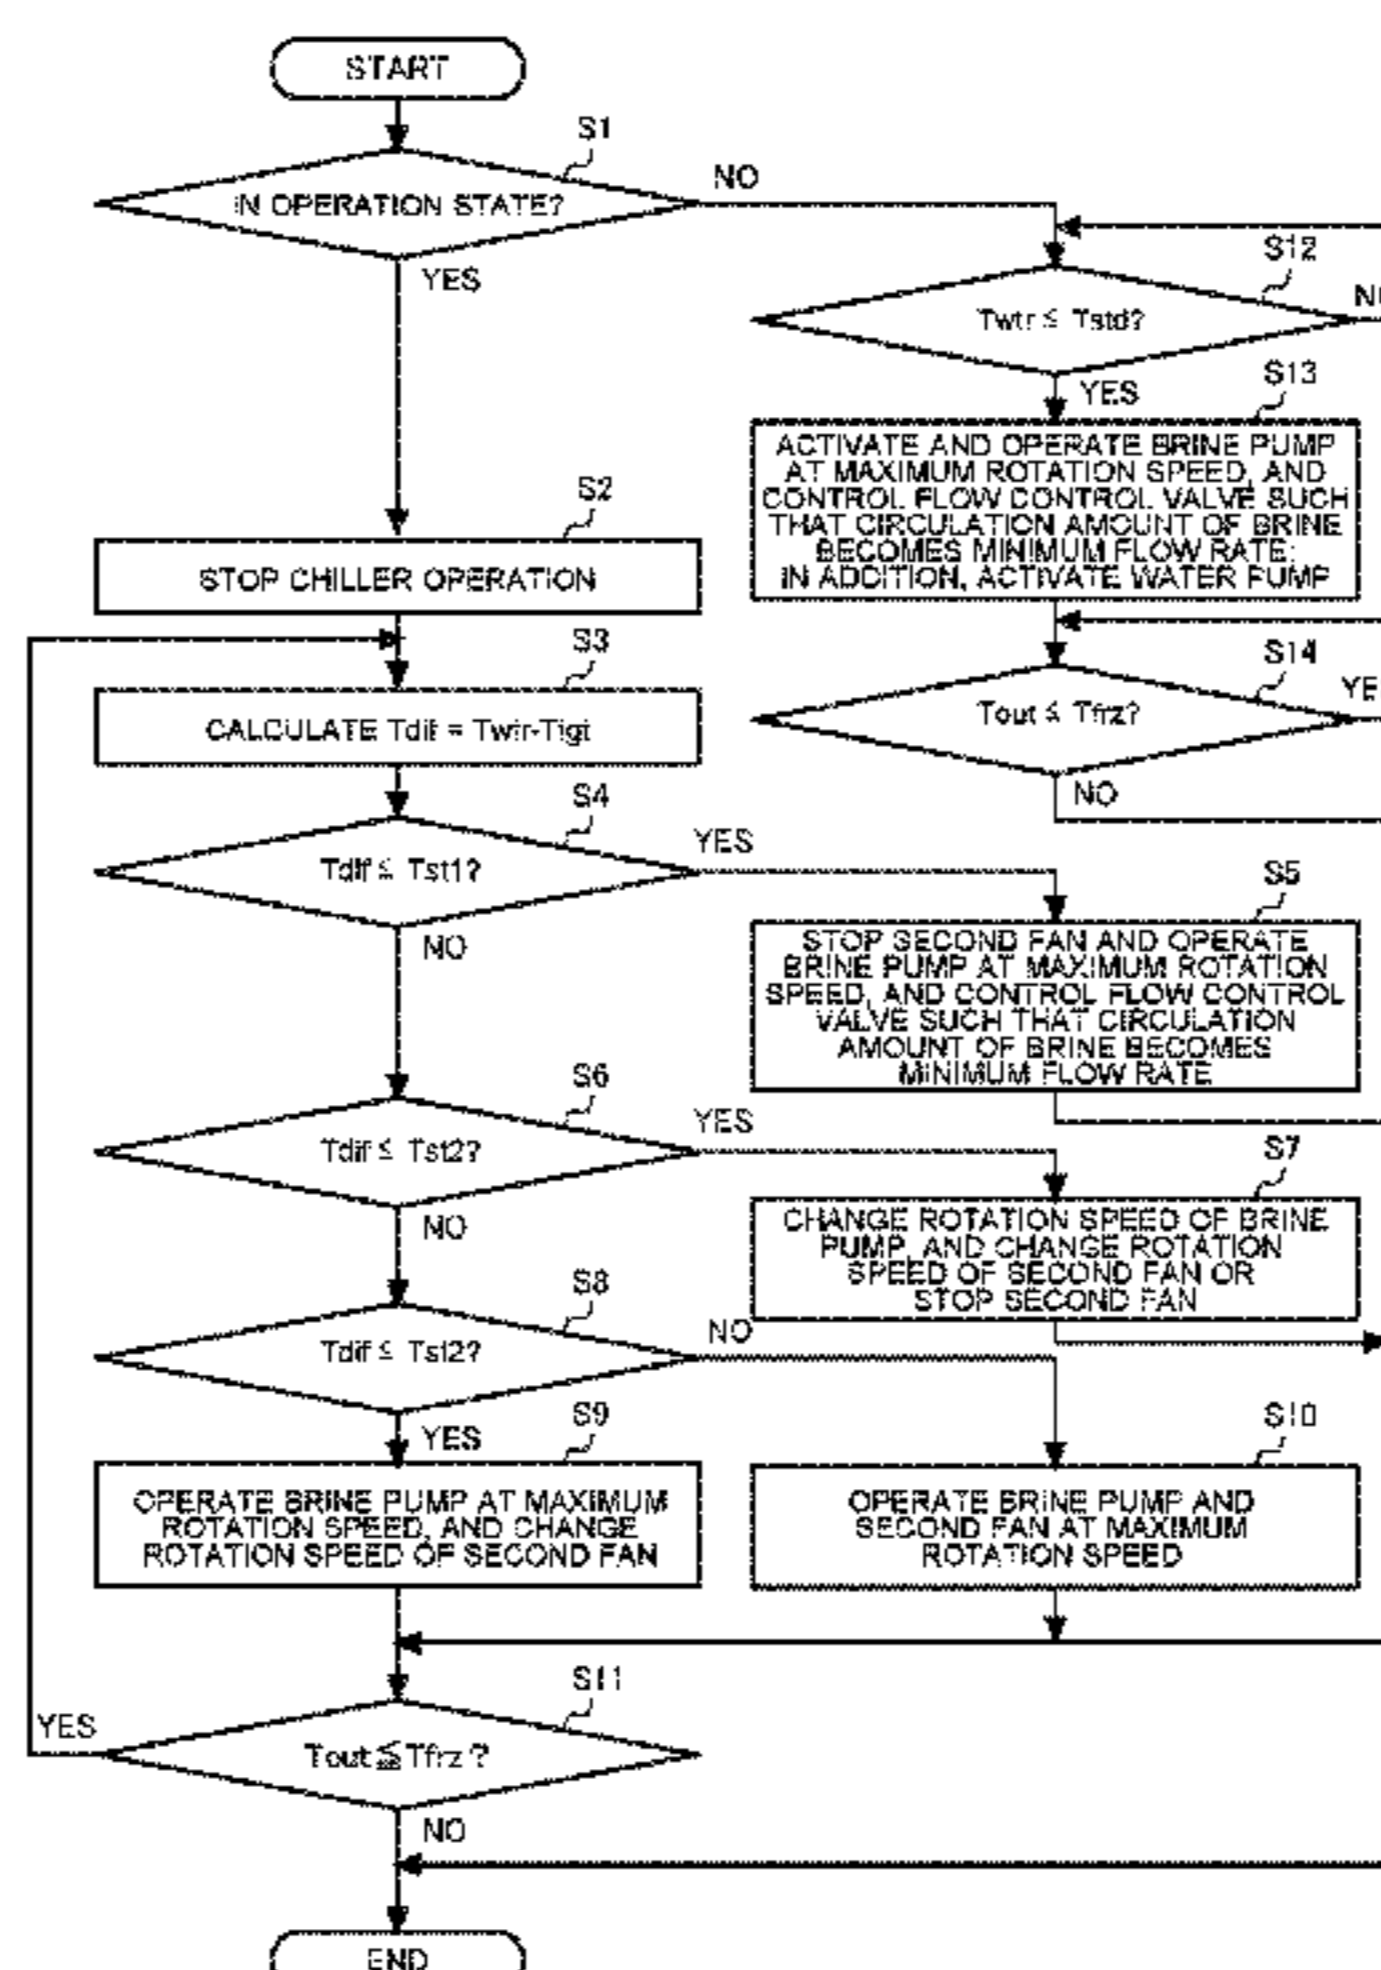 START
S1
IN OPERATION STATE?
NO
YES
S12
Twtr ≤ Tstd?
YES
S13
ACTIVATE AND OPERATE BRINE PUMP
AT MAXIMUM ROTATION SPEED, AND
CONTROL FLOW CONTROL VALVE SUCH
THAT CIRCULATION AMOUNT OF BRINE
BECOMES MINIMUM FLOW RATE;
IN ADDITION, ACTIVATE WATER PUMP
S2
STOP CHILLER OPERATION
S3
CALCULATE Tdif = Twtr-Ttgt
S14
Tout ≤ Tfrz?
YE
NO
S4
Tdif ≤ Tst1?
YES
NO
S5
STOP SECOND FAN AND OPERATE
BRINE PUMP AT MAXIMUM ROTATION
SPEED, AND CONTROL FLOW CONTROL
VALVE SUCH THAT CIRCULATION
AMOUNT OF BRINE BECOMES
MINIMUM FLOW RATE
S6
Tdif ≤ Tst2?
YES
NO
S7
CHANGE ROTATION SPEED OF BRINE
PUMP, AND CHANGE ROTATION
SPEED OF SECOND FAN OR
STOP SECOND FAN
S8
Tdif ≤ Tst2?
NO
YES
S9
OPERATE BRINE PUMP AT MAXIMUM
ROTATION SPEED, AND CHANGE
ROTATION SPEED OF SECOND FAN
S10
OPERATE BRINE PUMP AND
SECOND FAN AT MAXIMUM
ROTATION SPEED
S11
Tout ≦ Tfrz ?
YES
NO
END